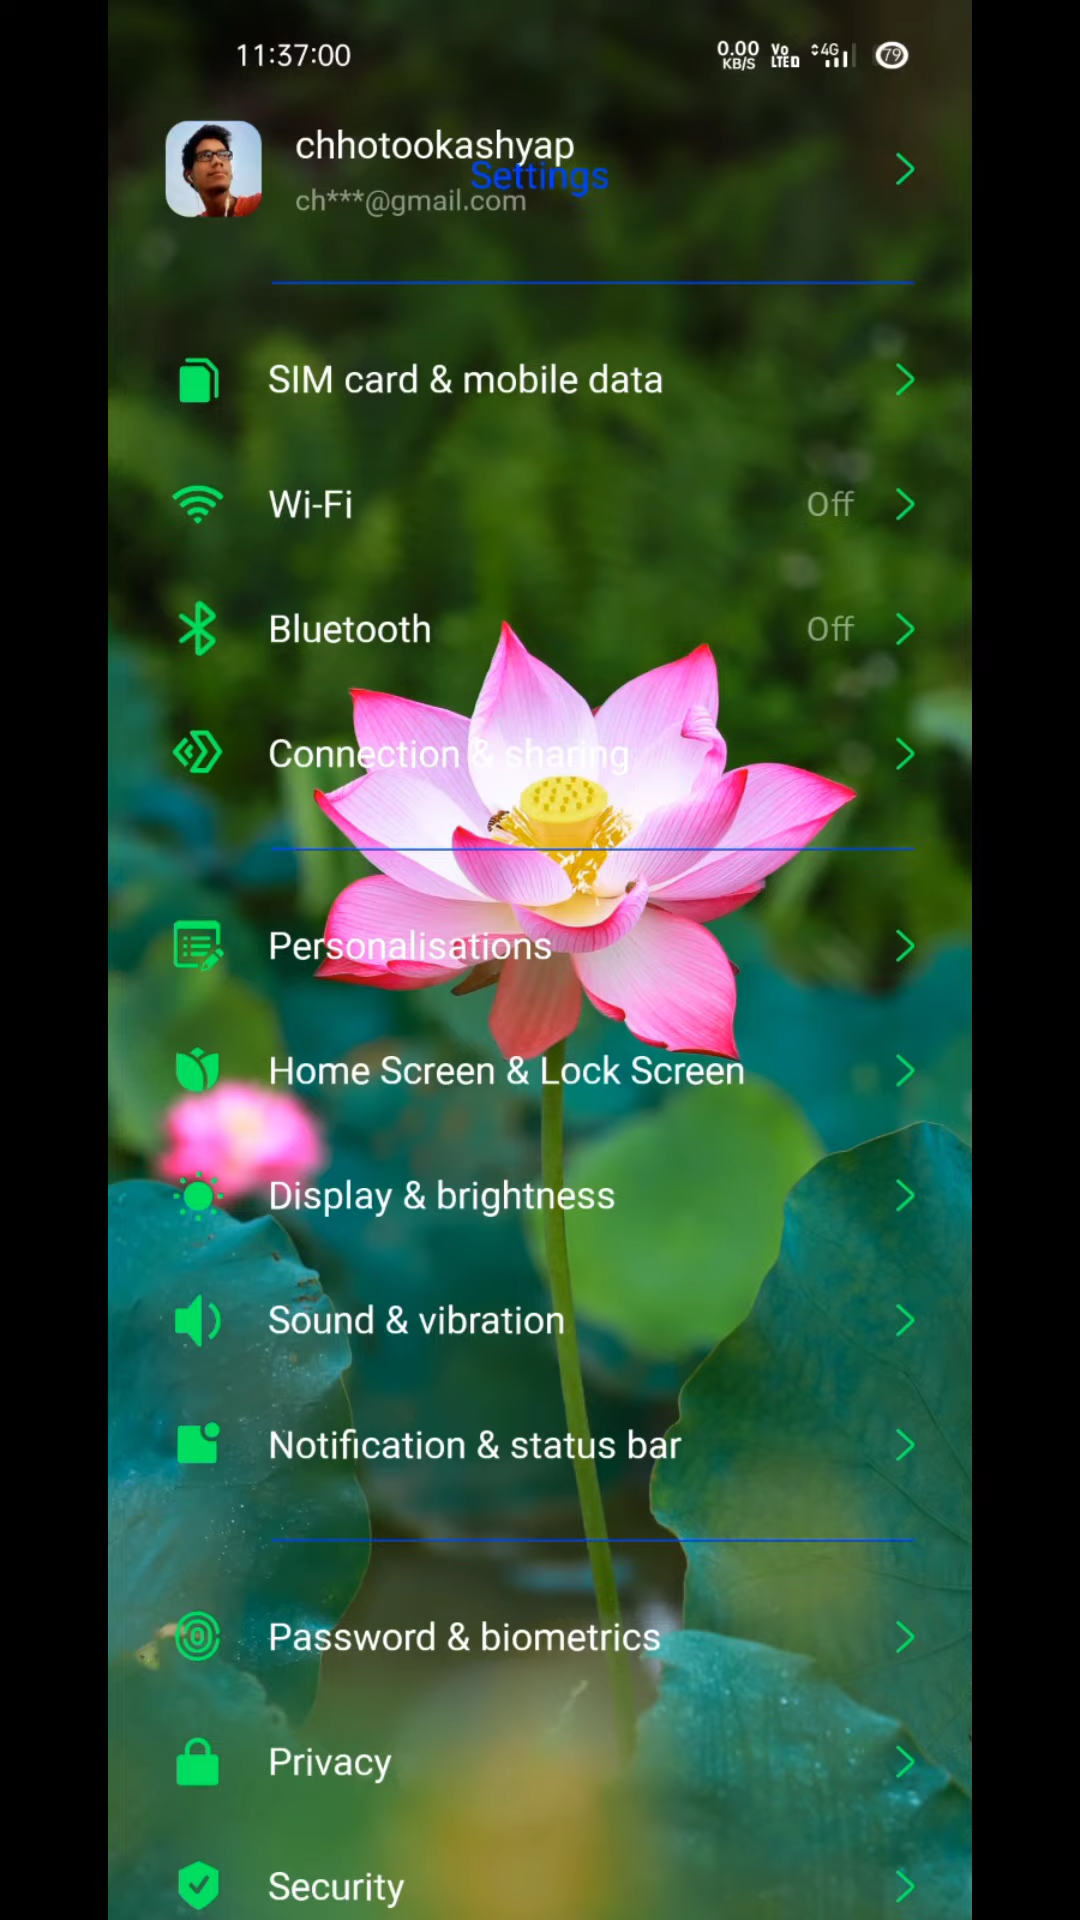 11:37:00
0.00 KB/S Vo LTE 4G 79
chhotookashyap
Settings
ch***@gmail.com
SIM card & mobile data
Wi-Fi Off
Bluetooth Off
Connection & sharing
Personalisations
Home Screen & Lock Screen
Display & brightness
Sound & vibration
Notification & status bar
Password & biometrics
Privacy
Security